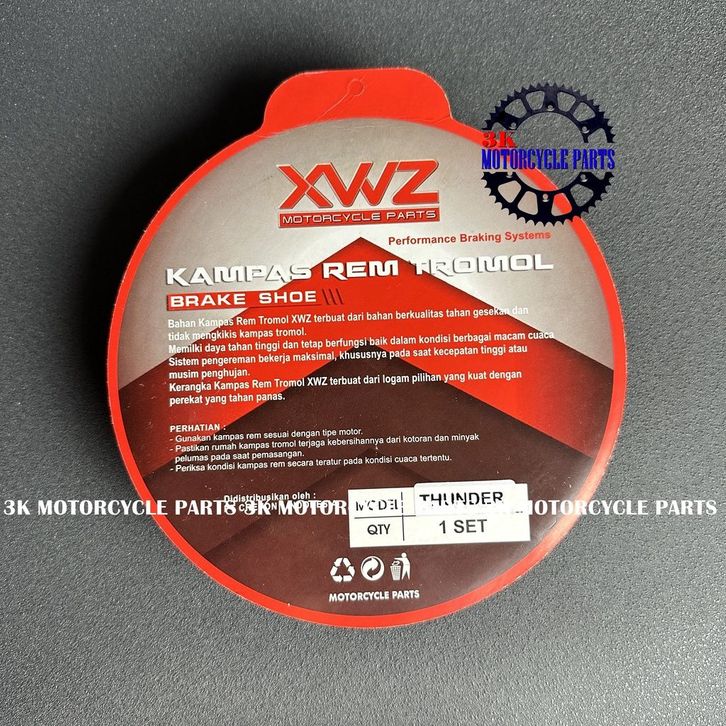 XWZ
MOTORCYCLE PARTS
3K
MOTORCYCLE PARTS
Performance Braking Systems
KAMPAS REM TROMOL
BRAKE SHOE
Bahan Kampas Rem Tromol XWZ terbuat dari bahan berkualitas tahan gesekan dan
tidak mengkikis kampas tromol.
Memilki daya tahan tinggi dan tetap berfungsi baik dalam kondisi berbagai macam cuaca
Sistem pengereman bekerja maksimal, khususnya pada saat kecepatan tinggi atau
musim penghujan.
Kerangka Kampas Rem Tromol XWZ terbuat dari logam pilihan yang kuat dengan
perekat yang tahan panas.
PERHATIAN :
- Gunakan kampas rem sesuai dengan tipe motor.
- Pastikan rumah kampas tromol terjaga kebersihannya dari kotoran dan minyak
pelumas pada saat pemasangan.
- Periksa kondisi kampas rem secara teratur pada kondisi cuaca tertentu.
Didistribusikan oleh :
MODEL THUNDER
QTY 1 SET
3K MOTORCYCLE PARTS 3K MOTORCYCLE PARTS 3K MOTORCYCLE PARTS
MOTORCYCLE PARTS